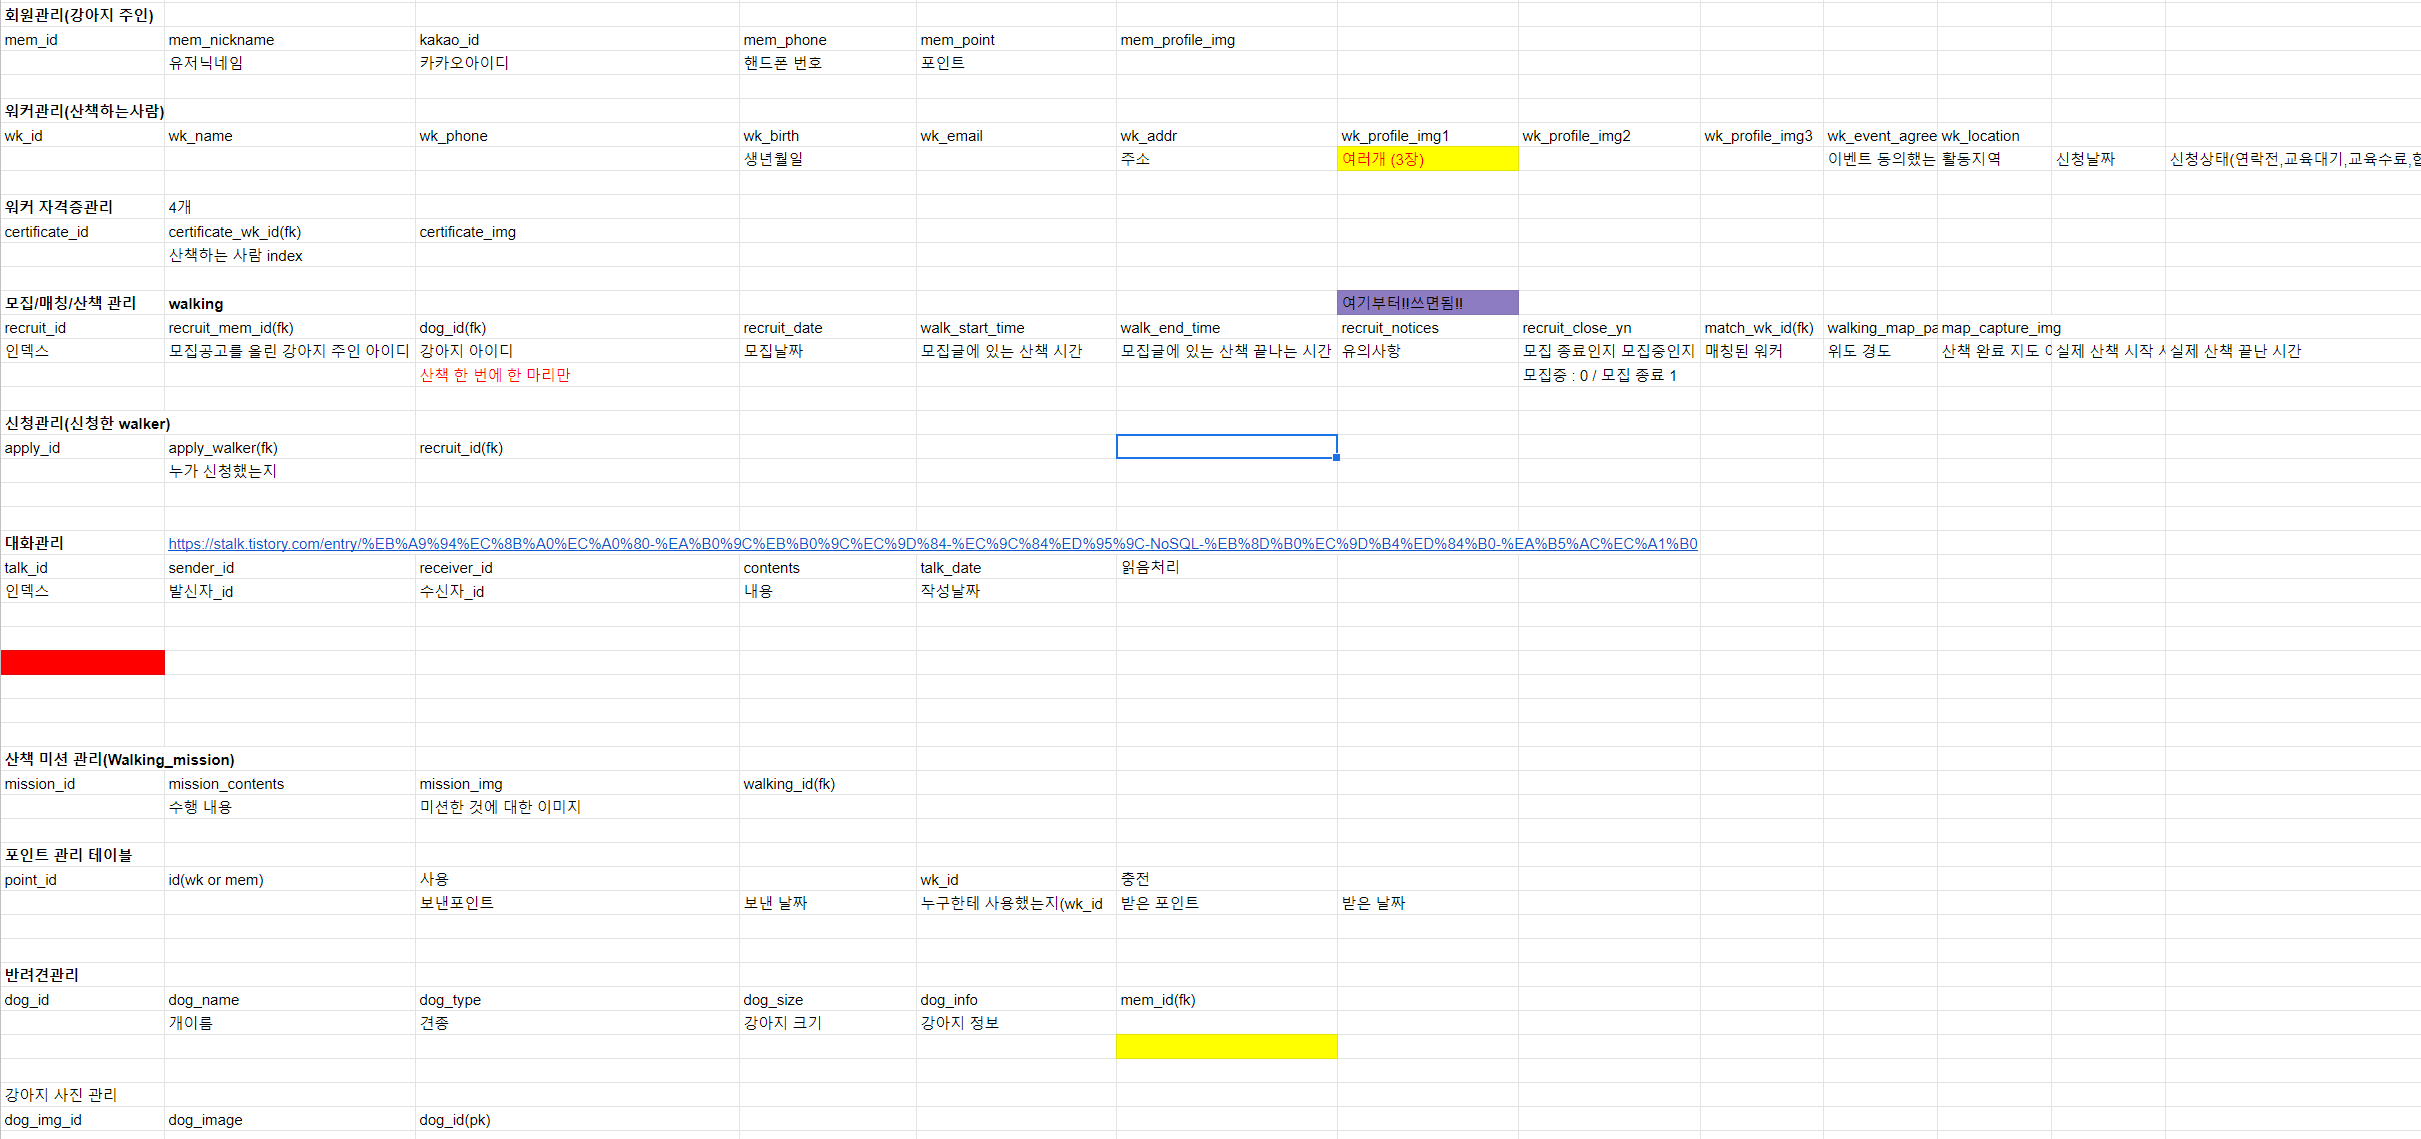 회원관리(강아지 주인)
mem_id mem_nickname kakao_id mem_phone mem_point mem_profile_img
유저닉네임 카카오아이디 핸드폰 번호 포인트
워커관리(산책하는사람)
wk_id wk_name wk_phone wk_birth wk_email wk_addr wk_profile_img1 wk_profile_img2 wk_profile_img3 wk_event_agree wk_location
생년월일 주소 여러개 (3장) 이벤트 동의했는 활동지역 신청날짜 신청상태(연락전,교육대기,교육수료,합
워커 자격증관리 4개
certificate_id certificate_wk_id(fk) certificate_img
산책하는 사람 index
모집/매칭/산책 관리 walking 여기부터!!쓰면됨!!
recruit_id recruit_mem_id(fk) dog_id(fk) recruit_date walk_start_time walk_end_time recruit_notices recruit_close_yn match_wk_id(fk) walking_map_pa map_capture_img
인덱스 모집공고를 올린 강아지 주인 아이디 강아지 아이디 모집날짜 모집글에 있는 산책 시간 모집글에 있는 산책 끝나는 시간 유의사항 모집 종료인지 모집중인지 매칭된 워커 위도 경도 산책 완료 지도 실제 산책 시작 실제 산책 끝난 시간
산책 한 번에 한 마리만 모집중 : 0 / 모집 종료 1
신청관리(신청한 walker)
apply_id apply_walker(fk) recruit_id(fk)
누가 신청했는지
대화관리 https://stalk.tistory.com/entry/%EB%A9%94%EC%8B%A0%EC%A0%80-%EA%B0%9C%EB%B0%9C%EC%9D%84-%EC%9C%84%ED%95%9C-NoSQL-%EB%8D%B0%EC%9D%B4%ED%84%B0-%EA%B5%AC%EC%A1%B0
talk_id sender_id receiver_id contents talk_date 읽음처리
인덱스 발신자_id 수신자_id 내용 작성날짜
산책 미션 관리(Walking_mission)
mission_id mission_contents mission_img walking_id(fk)
수행 내용 미션한 것에 대한 이미지
포인트 관리 테이블
point_id id(wk or mem) 사용 wk_id 충전
보낸포인트 보낸 날짜 누구한테 사용했는지(wk_id 받은 포인트 받은 날짜
반려견관리
dog_id dog_name dog_type dog_size dog_info mem_id(fk)
개이름 견종 강아지 크기 강아지 정보
강아지 사진 관리
dog_img_id dog_image dog_id(pk)